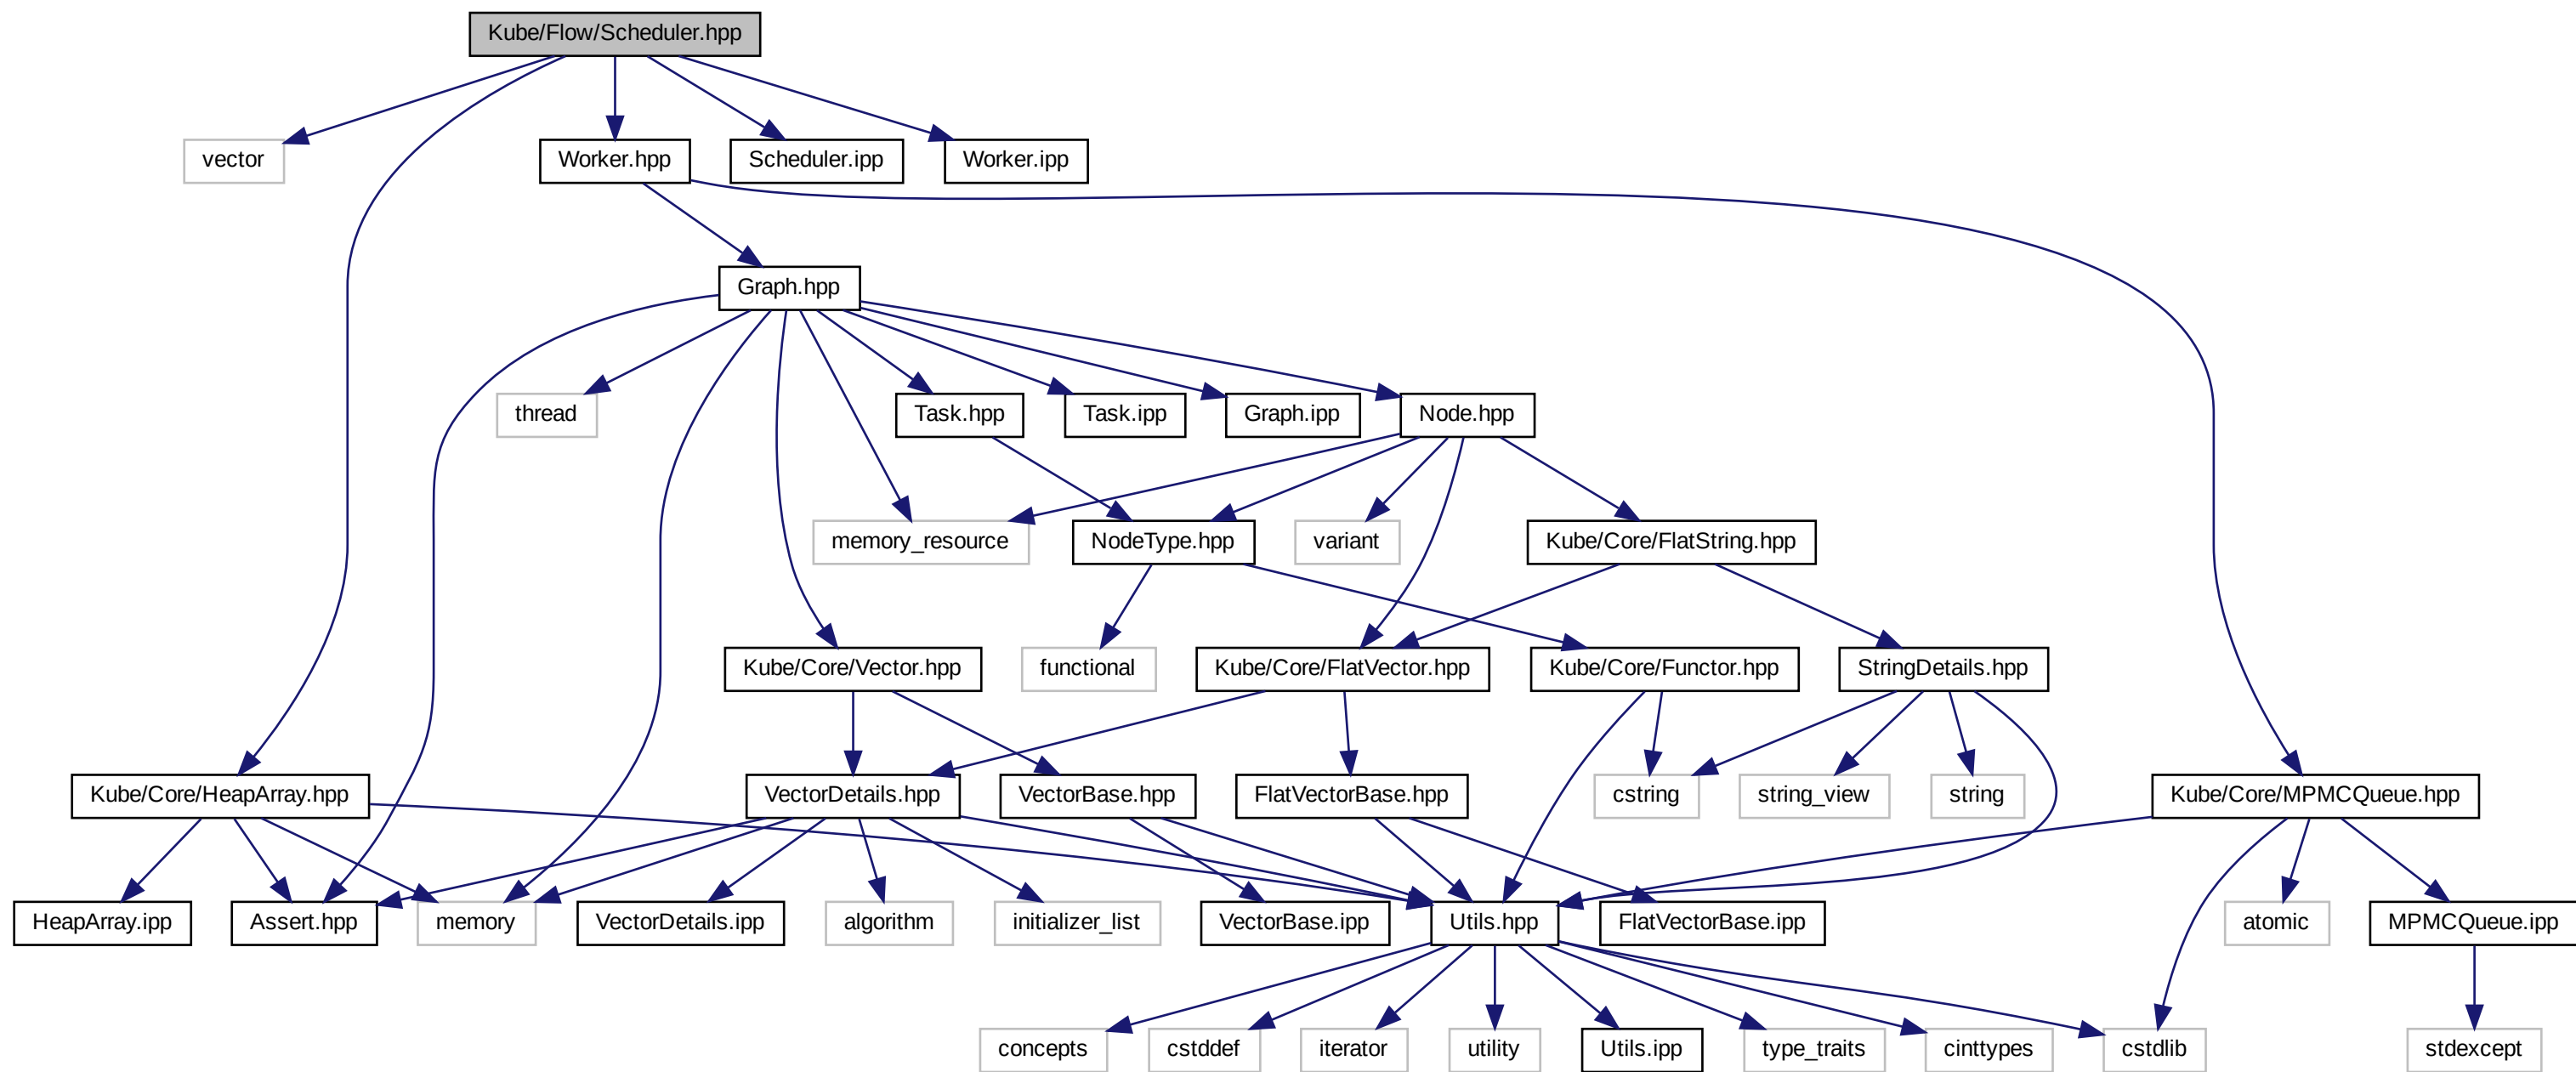 Kube/Flow/Scheduler.hpp
vector
Worker.hpp
Scheduler.ipp
Worker.ipp
Graph.hpp
thread
Task.hpp
Task.ipp
Graph.ipp
Node.hpp
memory_resource
NodeType.hpp
variant
Kube/Core/FlatString.hpp
Kube/Core/Vector.hpp
functional
Kube/Core/FlatVector.hpp
Kube/Core/Functor.hpp
StringDetails.hpp
Kube/Core/HeapArray.hpp
VectorDetails.hpp
VectorBase.hpp
FlatVectorBase.hpp
cstring
string_view
string
Kube/Core/MPMCQueue.hpp
HeapArray.ipp
Assert.hpp
memory
VectorDetails.ipp
algorithm
initializer_list
VectorBase.ipp
Utils.hpp
FlatVectorBase.ipp
atomic
MPMCQueue.ipp
concepts
cstddef
iterator
utility
Utils.ipp
type_traits
cinttypes
cstdlib
stdexcept